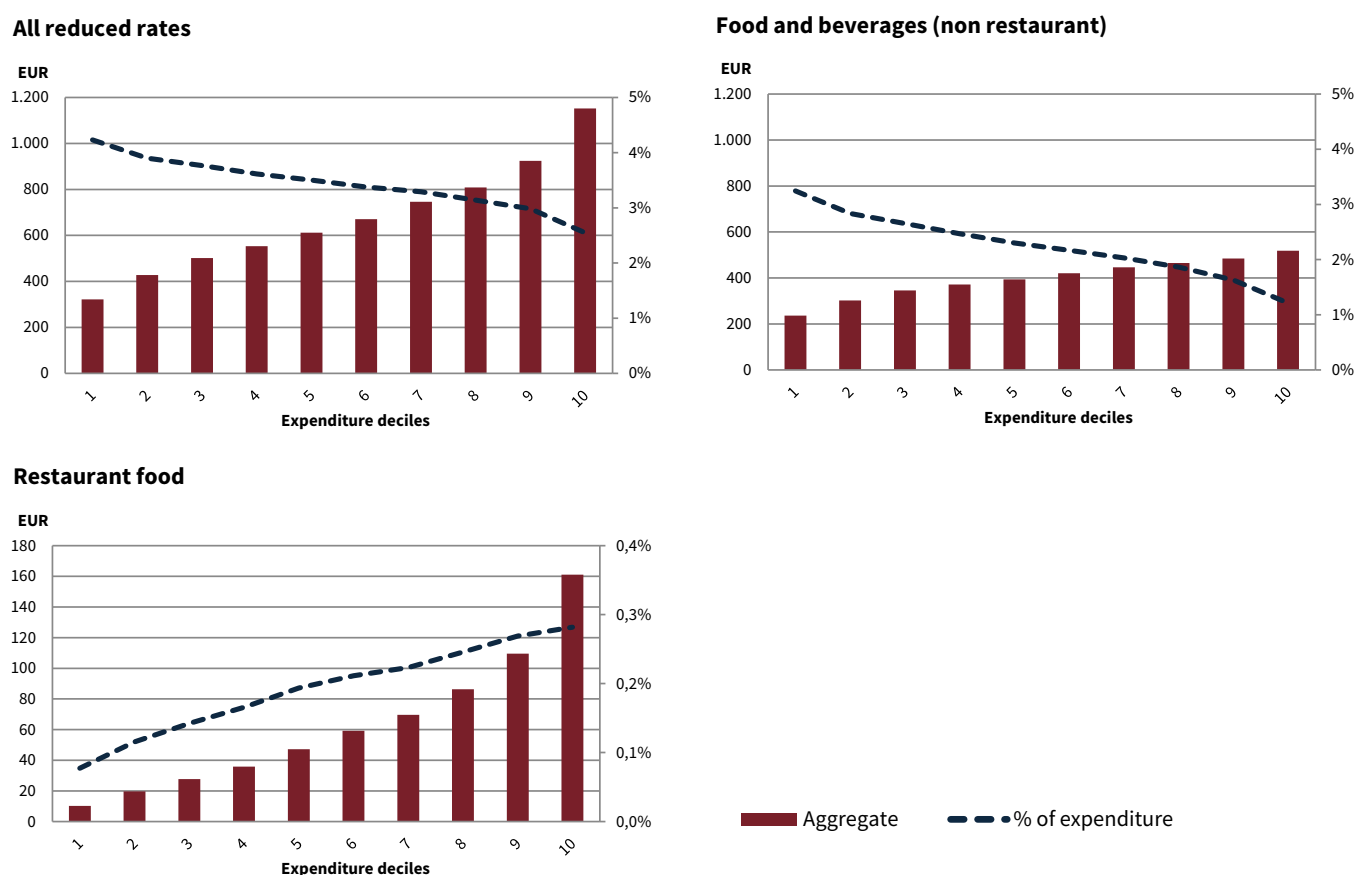 All reduced rates
EUR
1.200
1.000
800
600
400
200
0
5%
4%
3%
2%
1%
0%
1 2 3 4 5 6 7 8 9 10
Expenditure deciles
Food and beverages (non restaurant)
EUR
1.200
1.000
800
600
400
200
0
5%
4%
3%
2%
1%
0%
1 2 3 4 5 6 7 8 9 10
Expenditure deciles
Restaurant food
EUR
180
160
140
120
100
80
60
40
20
0
0,4%
0,3%
0,2%
0,1%
0,0%
1 2 3 4 5 6 7 8 9 10
Expenditure deciles
Aggregate
% of expenditure